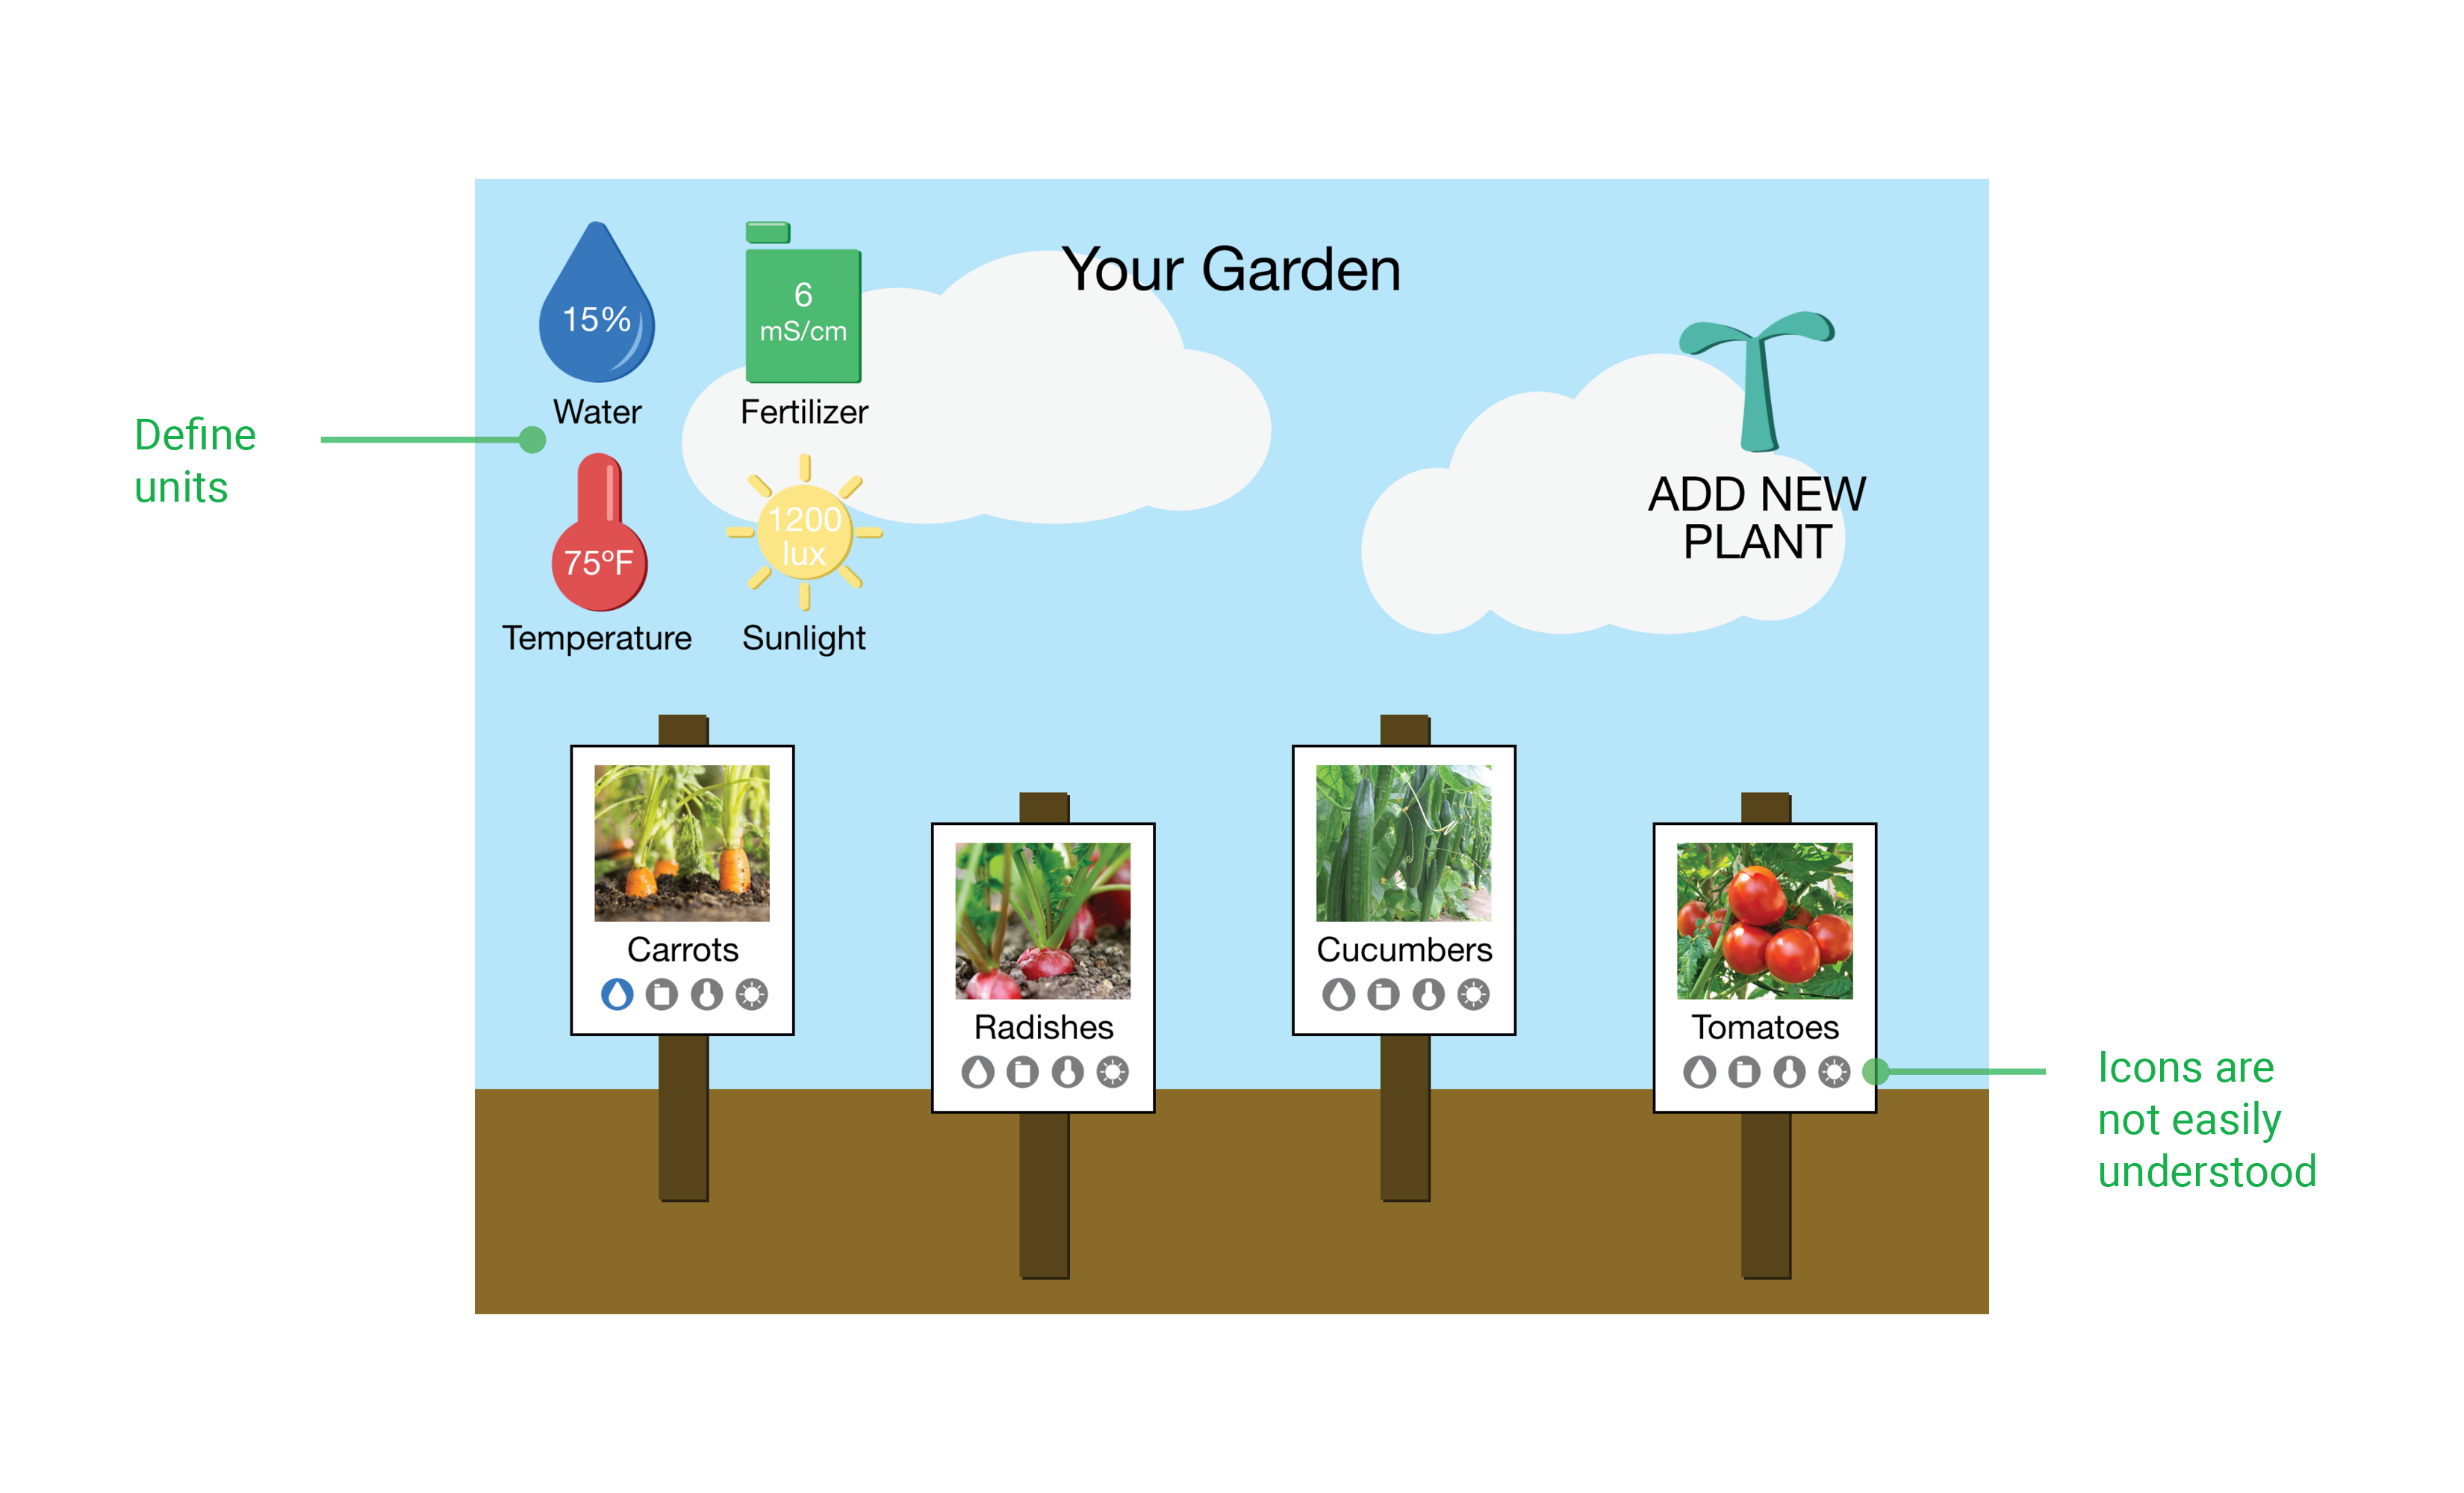 Your Garden
15%
Water
6
mS/cm
Fertilizer
75ºF
Temperature
1200
lux
Sunlight
ADD NEW
PLANT
Define
units
Carrots
Radishes
Cucumbers
Tomatoes
Icons are
not easily
understood